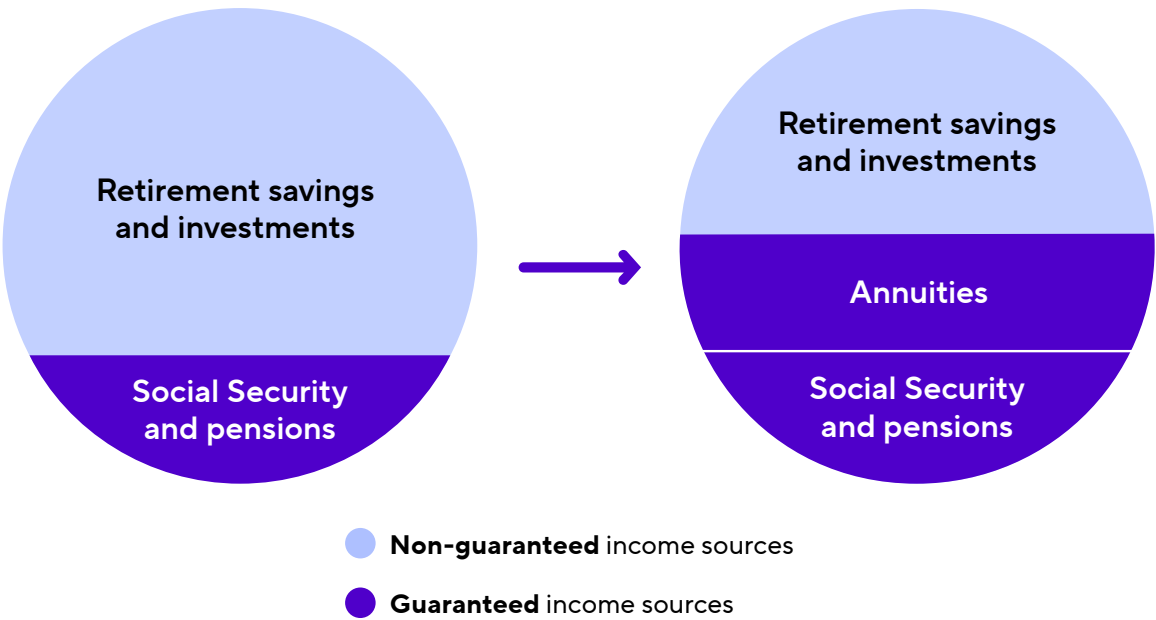 Retirement savings
and investments
Social Security
and pensions
Retirement savings
and investments
Annuities
Social Security
and pensions
Non-guaranteed income sources
Guaranteed income sources